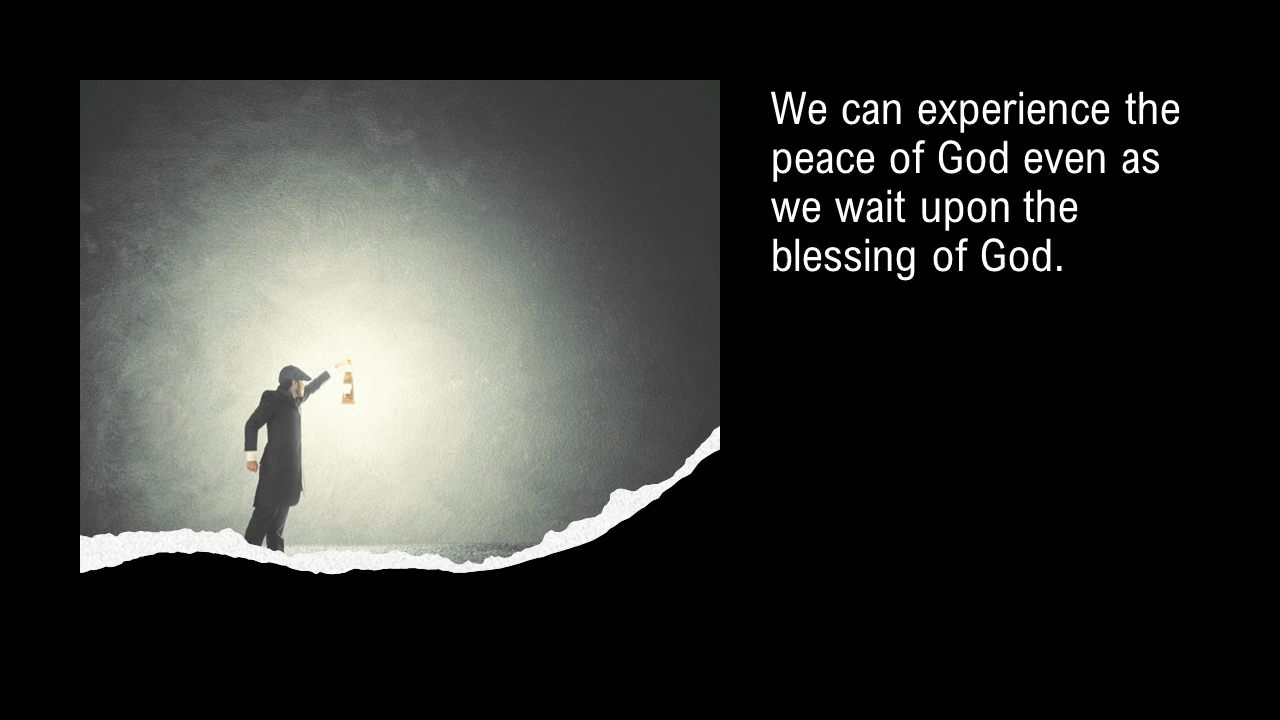 We can experience the
peace of God even as
we wait upon the
blessing of God.